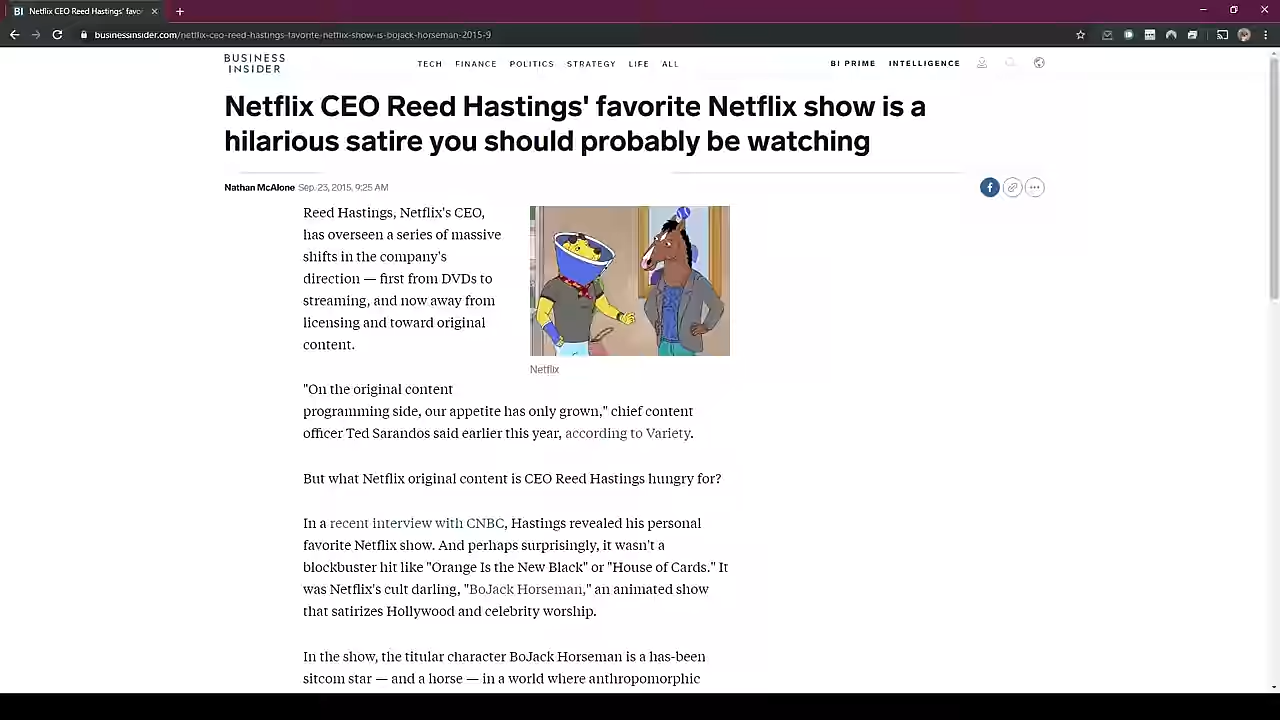 BI Netflix CEO Reed Hastings' favo
businessinsider.com/netflix-ceo-reed-hastings-favorite-netflix-show-is-bojack-horseman-2015-9
BUSINESS
INSIDER
TECH FINANCE POLITICS STRATEGY LIFE ALL
BI PRIME INTELLIGENCE
Netflix CEO Reed Hastings' favorite Netflix show is a
hilarious satire you should probably be watching
Nathan McAlone Sep. 23, 2015, 9:25 AM
Reed Hastings, Netflix's CEO,
has overseen a series of massive
shifts in the company's
direction — first from DVDs to
streaming, and now away from
licensing and toward original
content.
Netflix
"On the original content
programming side, our appetite has only grown," chief content
officer Ted Sarandos said earlier this year, according to Variety.
But what Netflix original content is CEO Reed Hastings hungry for?
In a recent interview with CNBC, Hastings revealed his personal
favorite Netflix show. And perhaps surprisingly, it wasn't a
blockbuster hit like "Orange Is the New Black" or "House of Cards." It
was Netflix's cult darling, "BoJack Horseman," an animated show
that satirizes Hollywood and celebrity worship.
In the show, the titular character BoJack Horseman is a has-been
sitcom star — and a horse — in a world where anthropomorphic